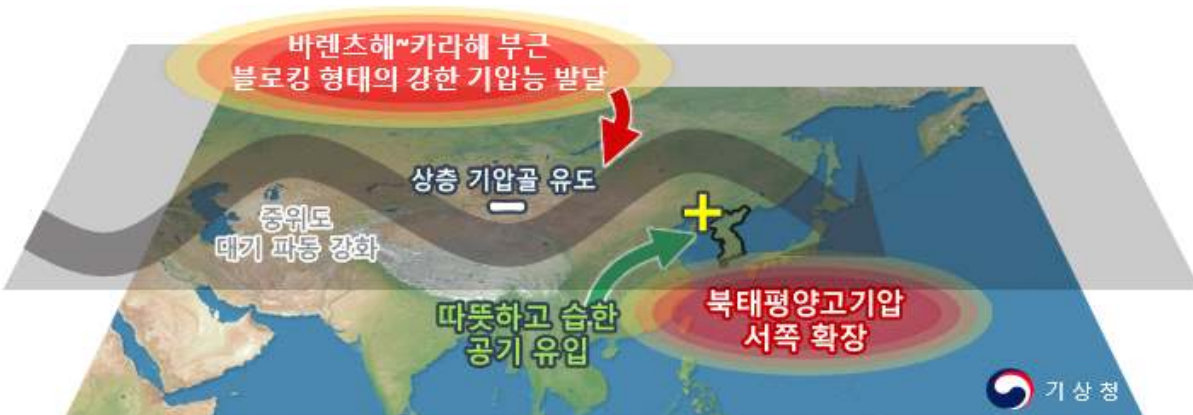 바렌츠해~카라해 부근
블로킹 형태의 강한 기압능 발달
상층 기압골 유도
중위도
대기 파동 강화
따뜻하고 습한
공기 유입
북태평양고기압
서쪽 확장
기상청